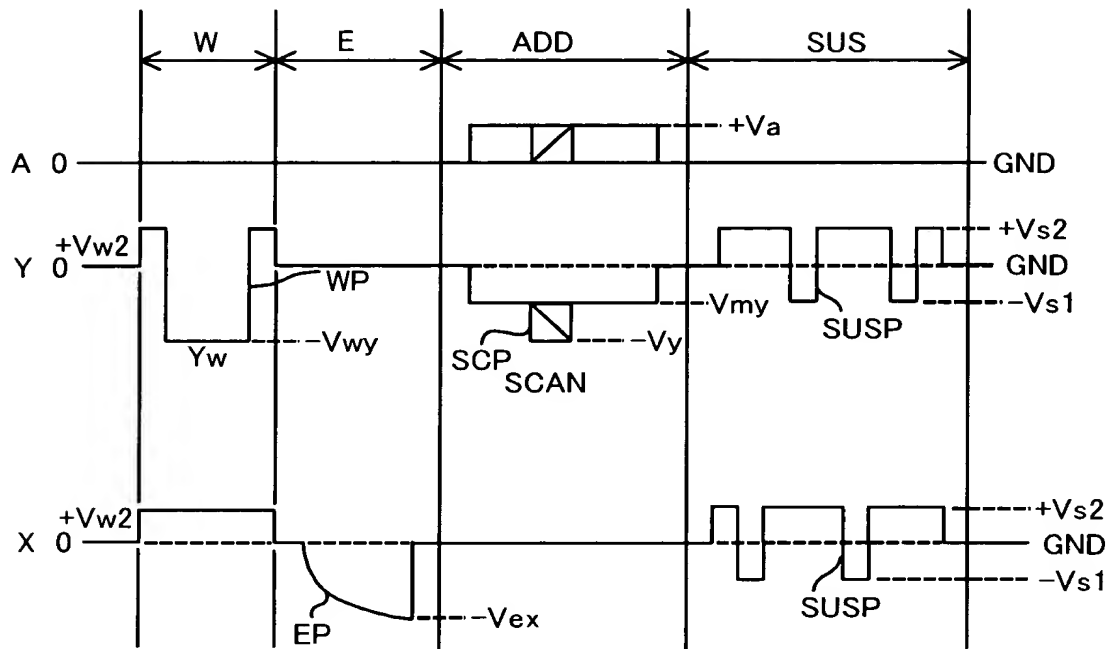 W E ADD SUS
+Va
A 0 GND
+Vw2 +Vs2
Y 0 GND
WP Vmy −Vs1
Yw −Vwy SCP −Vy SUSP
SCAN
+Vw2 +Vs2
X 0 GND
−Vs1
EP −Vex SUSP